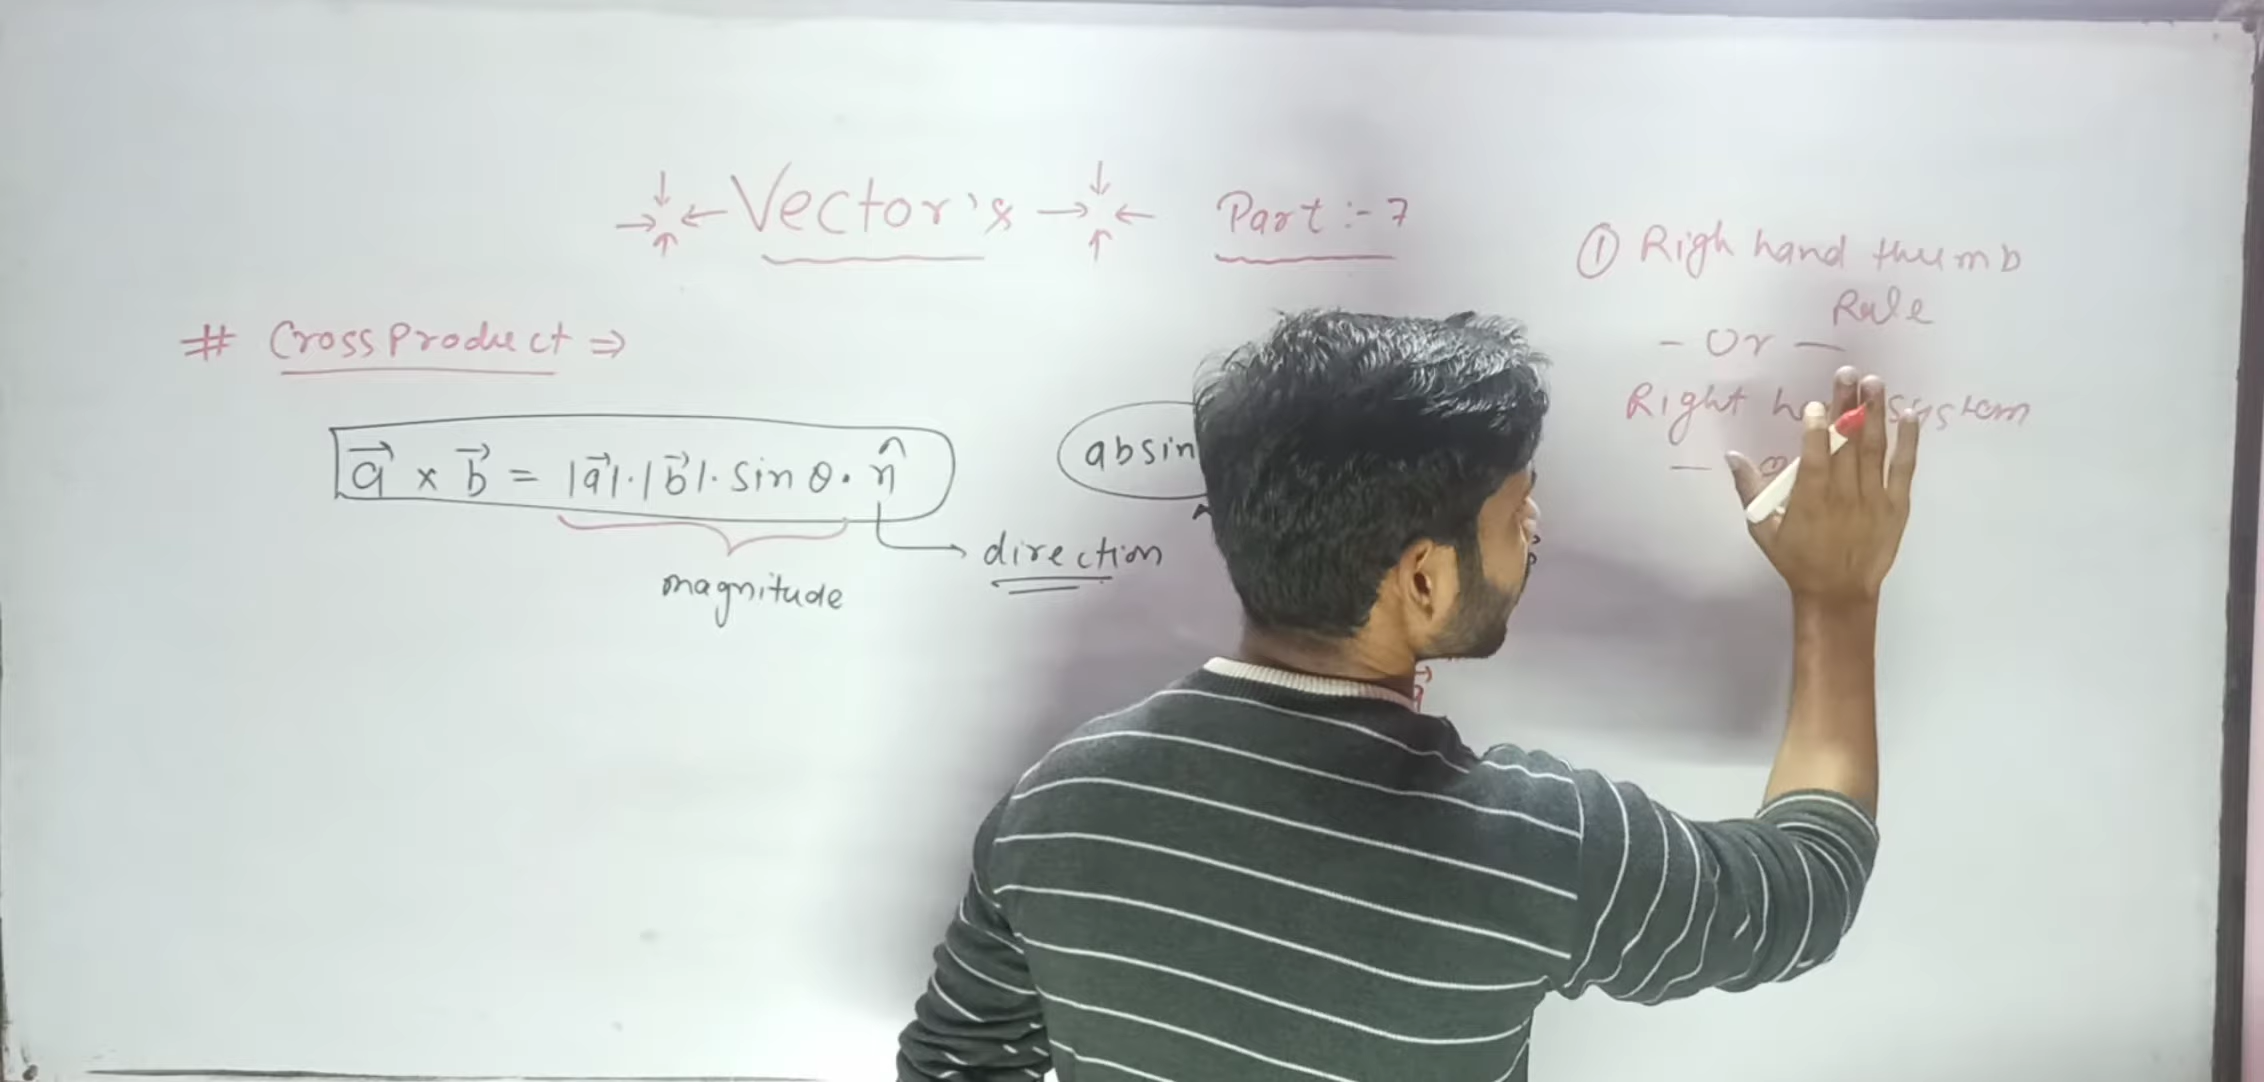 Vector's Part :- 7
# Cross Product ⇒
a⃗ × b⃗ = |a⃗|·|b⃗|· sin θ · n̂
magnitude
direction
absin
① Righ hand thumb
Rule
- Or -
Right system